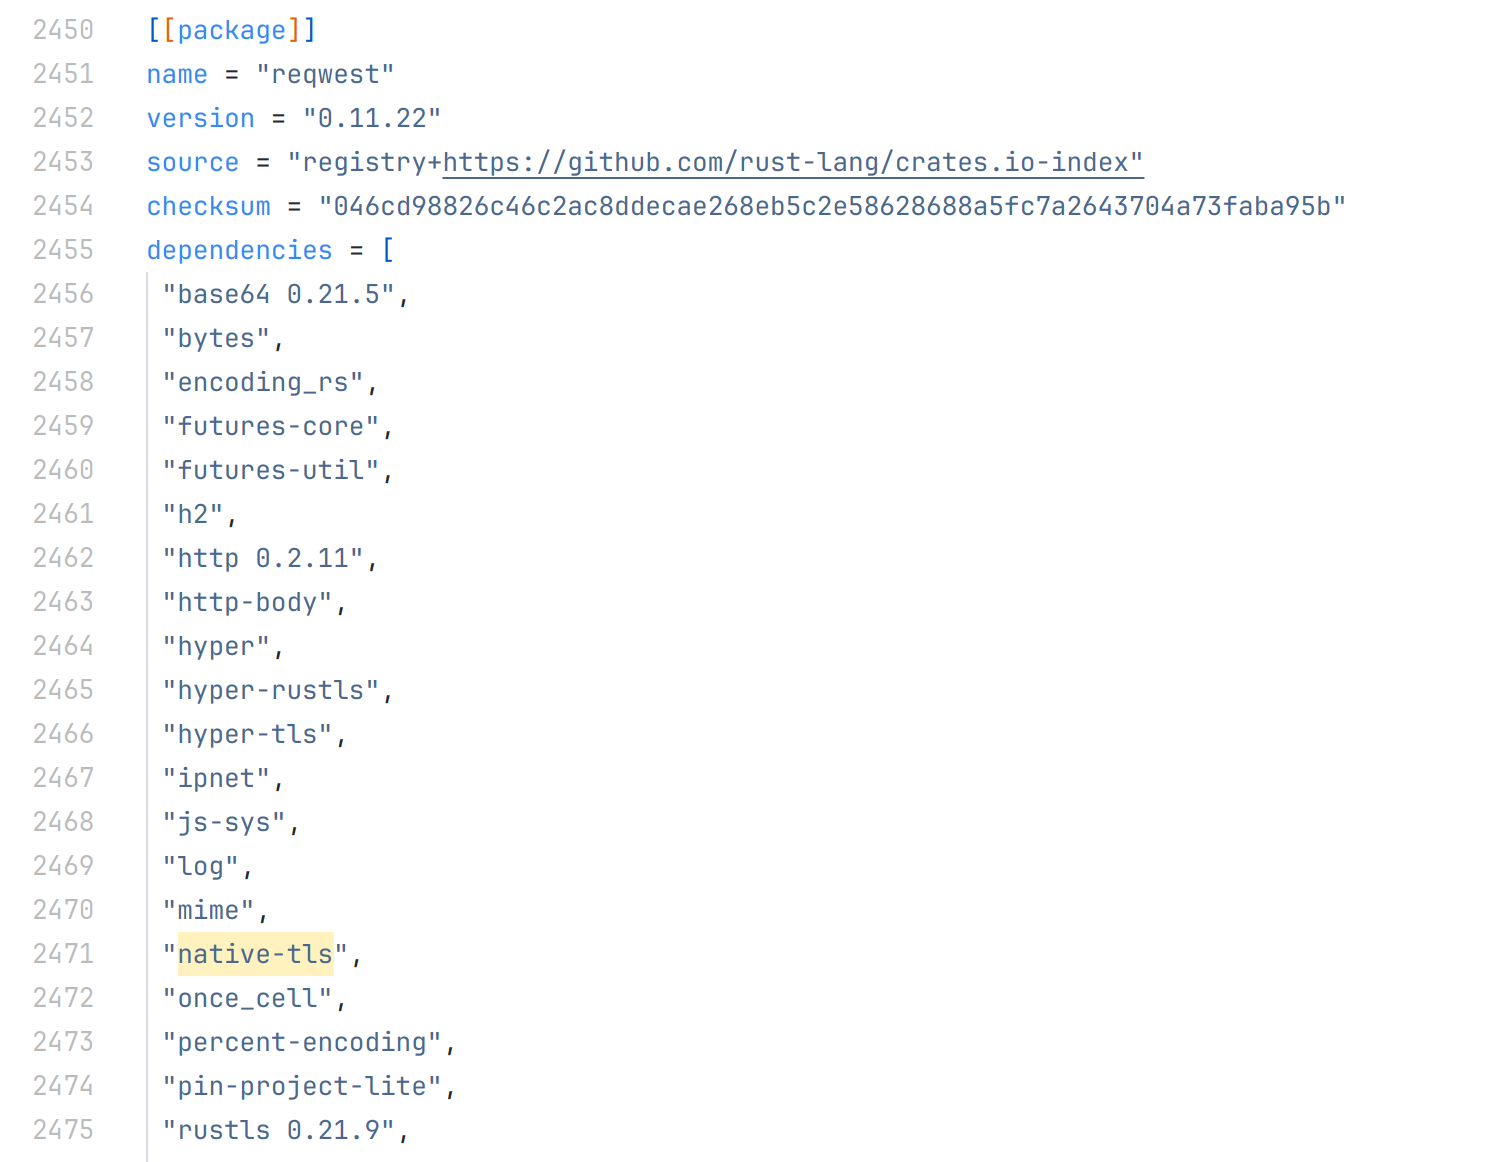 2450 [[package]]
2451 name = "reqwest"
2452 version = "0.11.22"
2453 source = "registry+https://github.com/rust-lang/crates.io-index"
2454 checksum = "046cd98826c46c2ac8ddecae268eb5c2e58628688a5fc7a2643704a73faba95b"
2455 dependencies = [
2456 "base64 0.21.5",
2457 "bytes",
2458 "encoding_rs",
2459 "futures-core",
2460 "futures-util",
2461 "h2",
2462 "http 0.2.11",
2463 "http-body",
2464 "hyper",
2465 "hyper-rustls",
2466 "hyper-tls",
2467 "ipnet",
2468 "js-sys",
2469 "log",
2470 "mime",
2471 "native-tls",
2472 "once_cell",
2473 "percent-encoding",
2474 "pin-project-lite",
2475 "rustls 0.21.9",